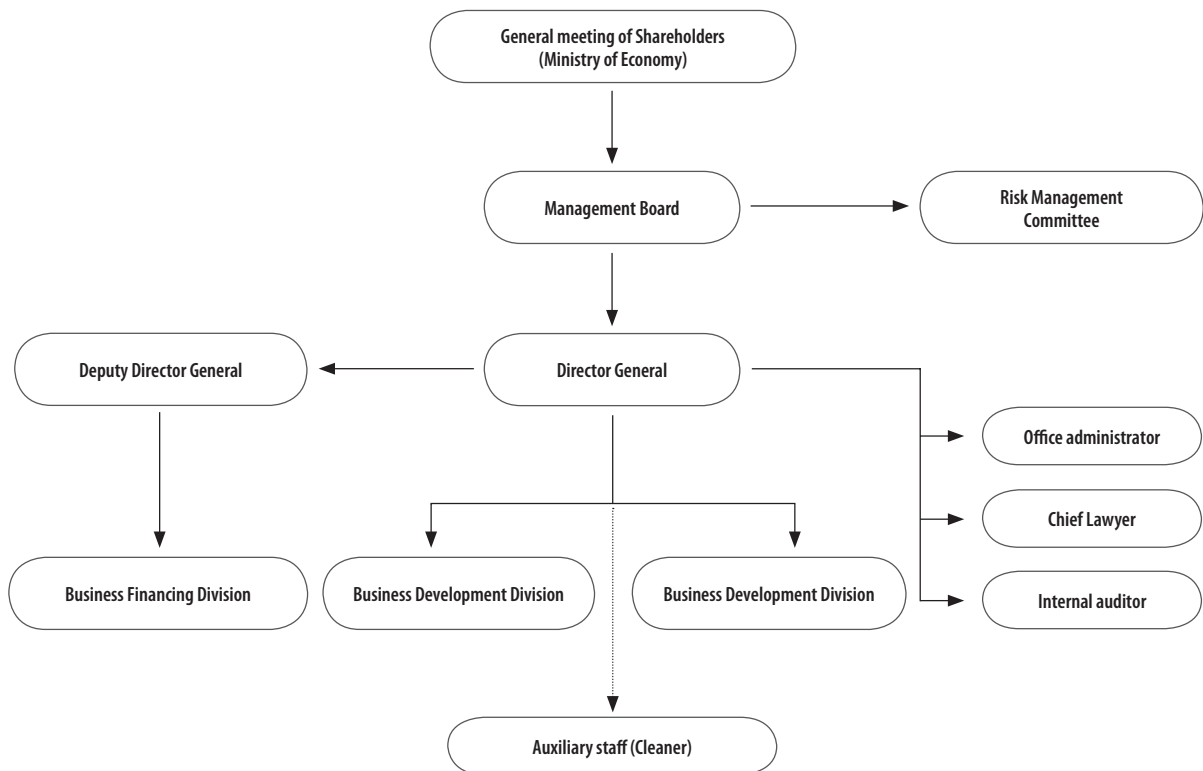 General meeting of Shareholders
(Ministry of Economy)
Management Board
Risk Management
Committee
Deputy Director General
Director General
Office administrator
Chief Lawyer
Business Financing Division
Business Development Division
Business Development Division
Internal auditor
Auxiliary staff (Cleaner)